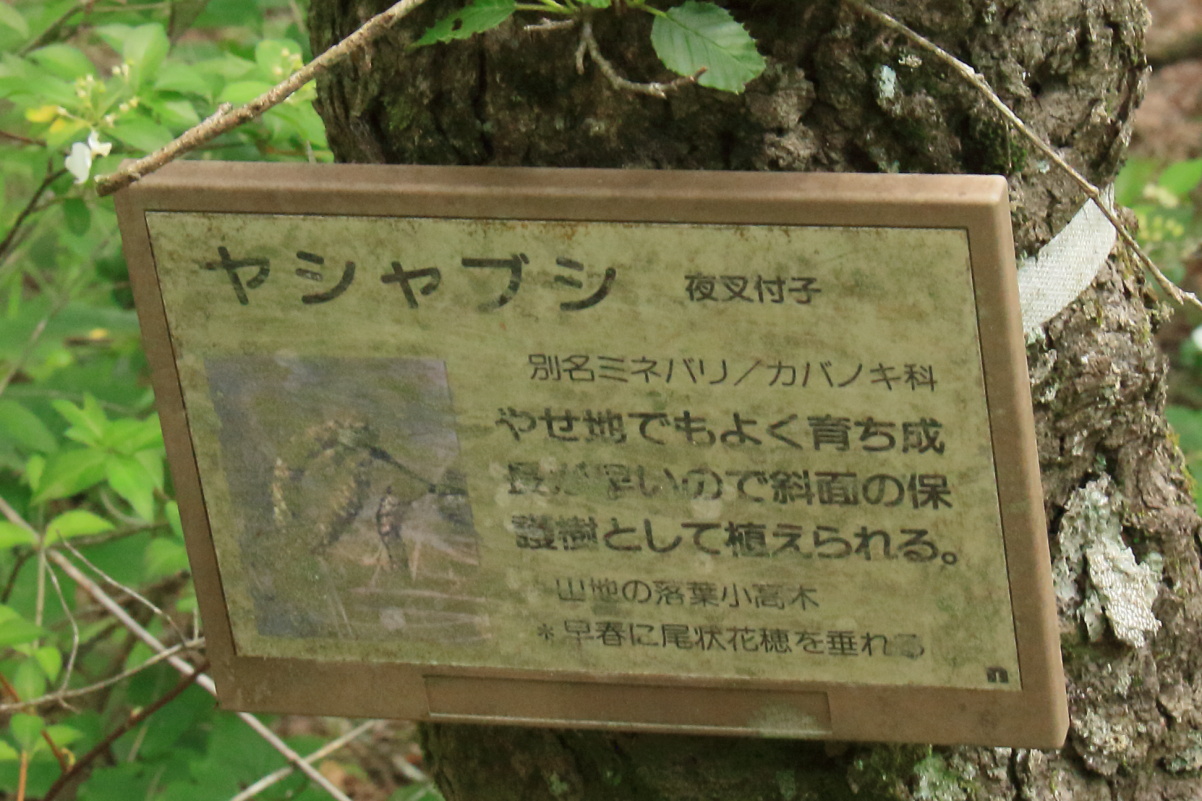 ヤシャブシ 夜叉付子
別名ミネバリ／カバノキ科
やせ地でもよく育ち成
長が早いので斜面の保
護樹として植えられる。
山地の落葉小高木
＊早春に尾状花穂を垂れる